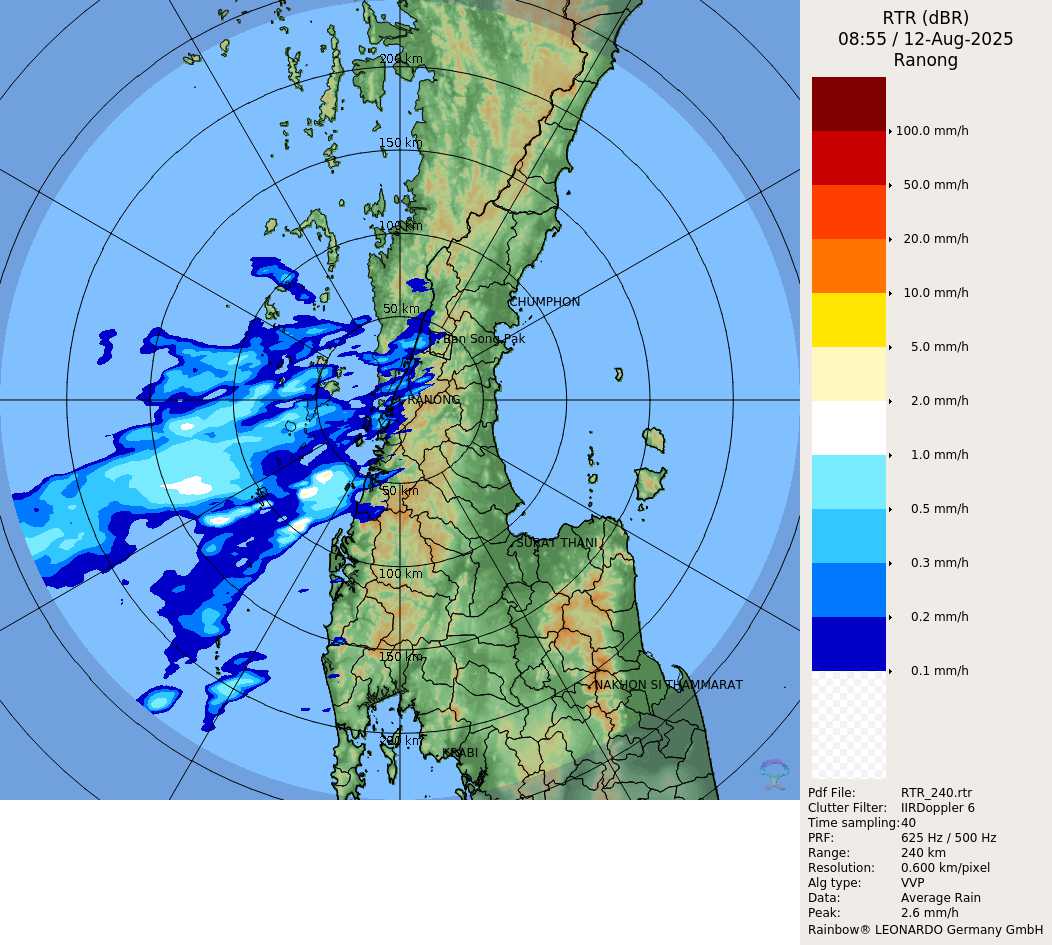 RTR (dBR)
08:55 / 12-Aug-2025
Ranong
200 km
150 km
100 km
50 km
CHUMPHON
Ban Song Pak
RANONG
50 km
SURAT THANI
100 km
150 km
NAKHON SI THAMMARAT
200 km
KRABI
100.0 mm/h
50.0 mm/h
20.0 mm/h
10.0 mm/h
5.0 mm/h
2.0 mm/h
1.0 mm/h
0.5 mm/h
0.3 mm/h
0.2 mm/h
0.1 mm/h
Pdf File: RTR_240.rtr
Clutter Filter: IIRDoppler 6
Time sampling: 40
PRF: 625 Hz / 500 Hz
Range: 240 km
Resolution: 0.600 km/pixel
Alg type: VVP
Data: Average Rain
Peak: 2.6 mm/h
Rainbow® LEONARDO Germany GmbH